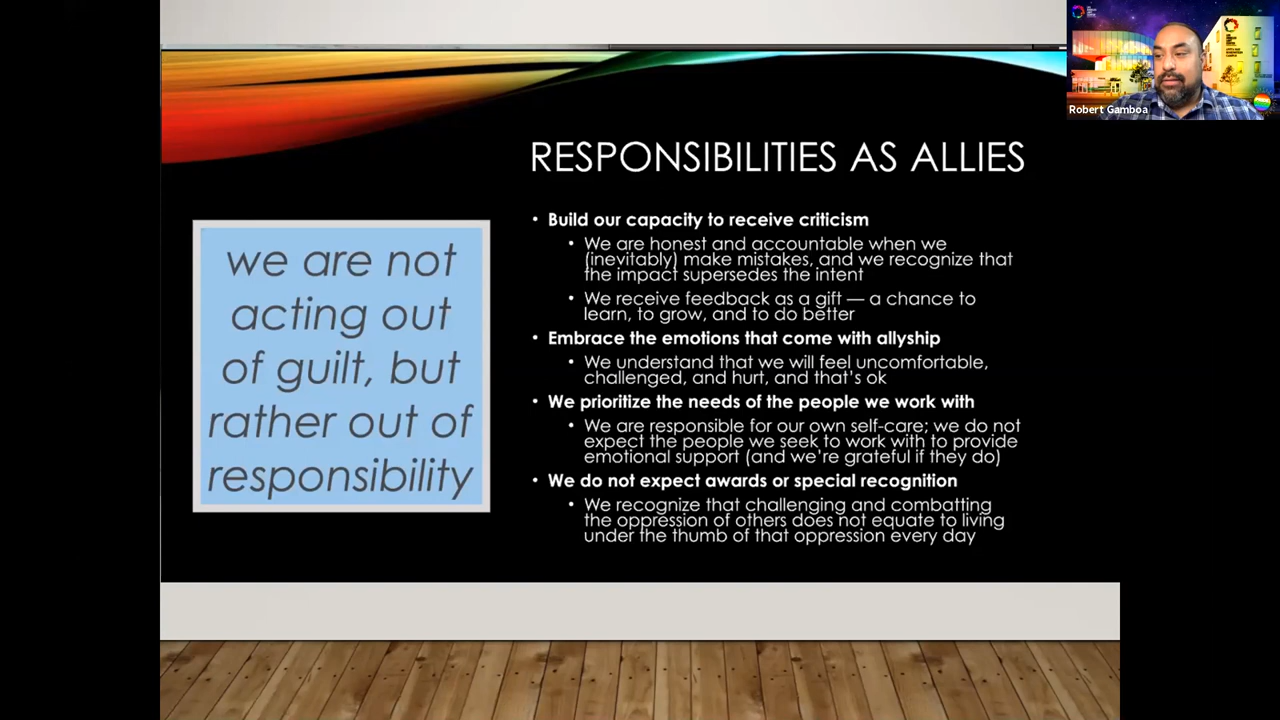 Robert Gamboa
RESPONSIBILITIES AS ALLIES
we are not
acting out
of guilt, but
rather out of
responsibility
• Build our capacity to receive criticism
• We are honest and accountable when we
(inevitably) make mistakes, and we recognize that
the impact supersedes the intent
• We receive feedback as a gift — a chance to
learn, to grow, and to do better
• Embrace the emotions that come with allyship
• We understand that we will feel uncomfortable,
challenged, and hurt, and that's ok
• We prioritize the needs of the people we work with
• We are responsible for our own self-care; we do not
expect the people we seek to work with to provide
emotional support (and we're grateful if they do)
• We do not expect awards or special recognition
• We recognize that challenging and combatting
the oppression of others does not equate to living
under the thumb of that oppression every day